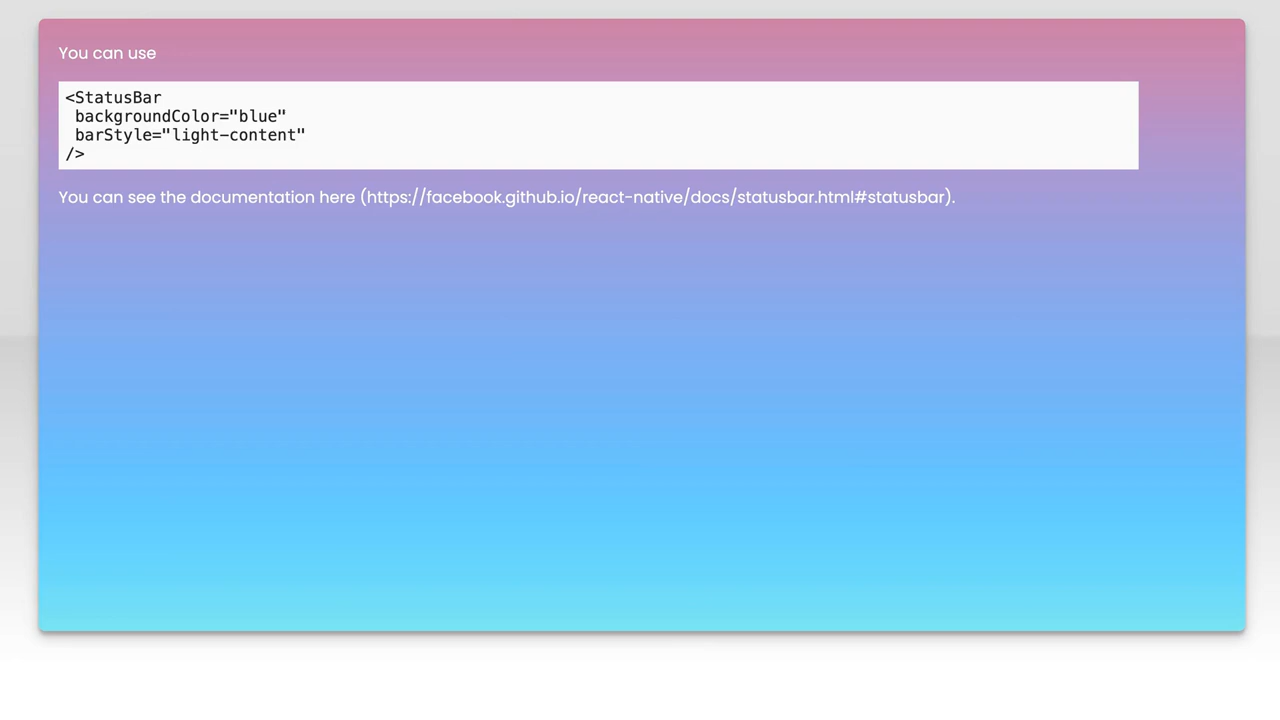 You can use
<StatusBar
 backgroundColor="blue"
 barStyle="light-content"
/>
You can see the documentation here (https://facebook.github.io/react-native/docs/statusbar.html#statusbar).